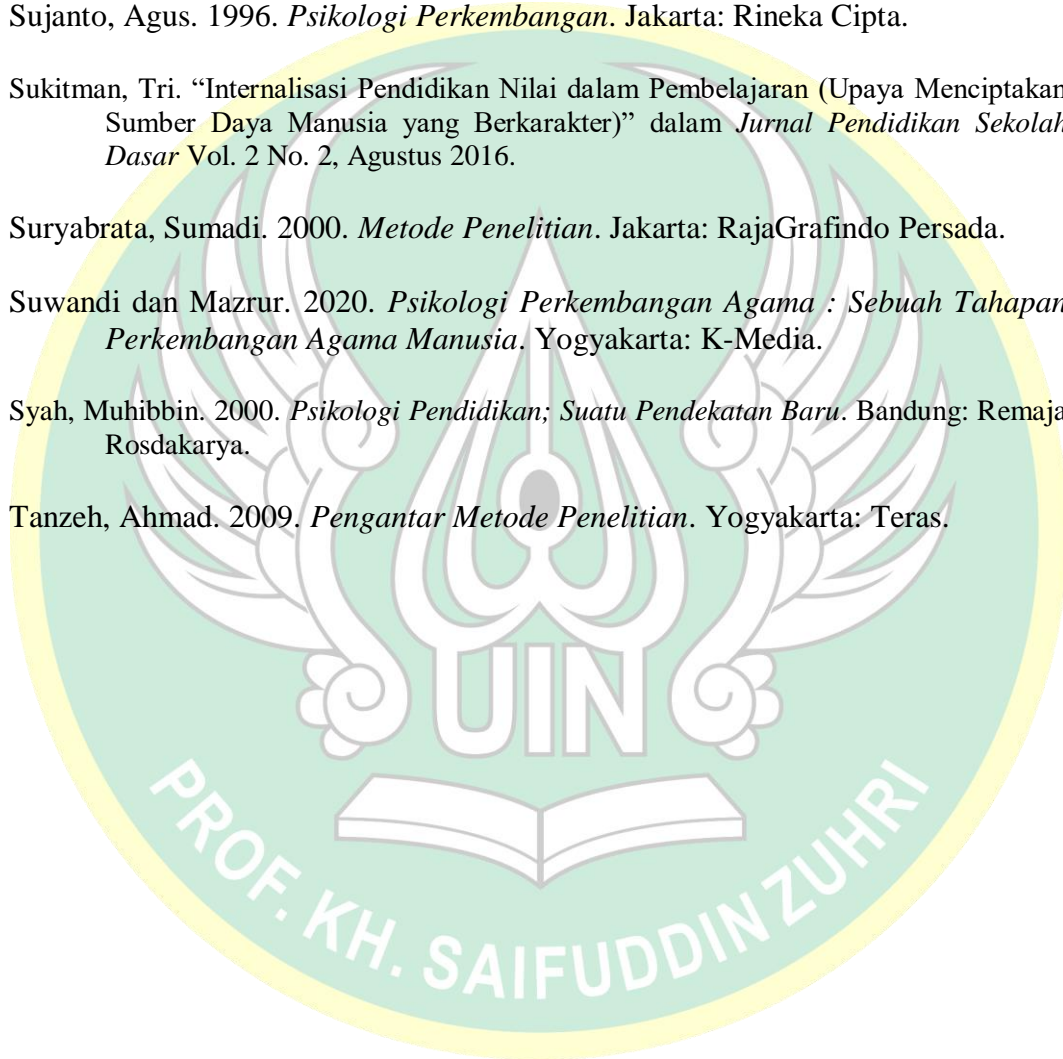 Sujanto, Agus. 1996. Psikologi Perkembangan. Jakarta: Rineka Cipta.
Sukitman, Tri. “Internalisasi Pendidikan Nilai dalam Pembelajaran (Upaya Menciptakan
Sumber Daya Manusia yang Berkarakter)” dalam Jurnal Pendidikan Sekolah
Dasar Vol. 2 No. 2, Agustus 2016.
Suryabrata, Sumadi. 2000. Metode Penelitian. Jakarta: RajaGrafindo Persada.
Suwandi dan Mazrur. 2020. Psikologi Perkembangan Agama : Sebuah Tahapan
Perkembangan Agama Manusia. Yogyakarta: K-Media.
Syah, Muhibbin. 2000. Psikologi Pendidikan; Suatu Pendekatan Baru. Bandung: Remaja
Rosdakarya.
Tanzeh, Ahmad. 2009. Pengantar Metode Penelitian. Yogyakarta: Teras.
UIN
PROF. KH. SAIFUDDIN ZUHRI